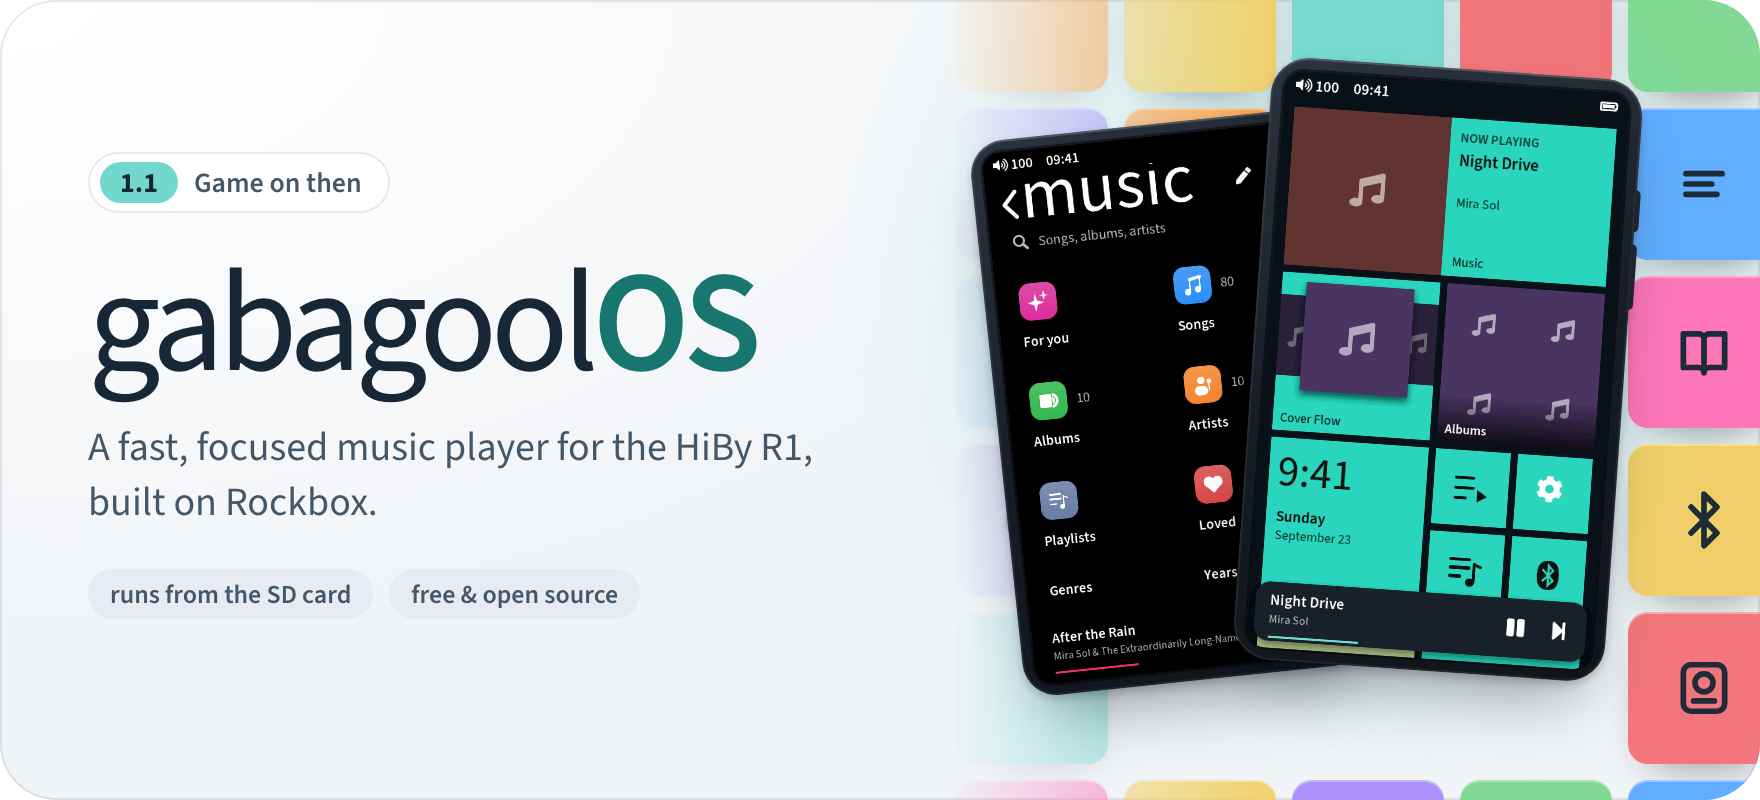 1.1 Game on then
gabagoolOS
A fast, focused music player for the HiBy R1,
built on Rockbox.
runs from the SD card
free & open source
100 09:41
music
Songs, albums, artists
For you
Songs 80
Albums 10
Artists 10
Playlists
Loved
Genres
Years
After the Rain
Mira Sol & The Extraordinarily Long-Name
100 09:41
NOW PLAYING
Night Drive
Mira Sol
Music
Cover Flow
Albums
9:41
Sunday
September 23
Night Drive
Mira Sol